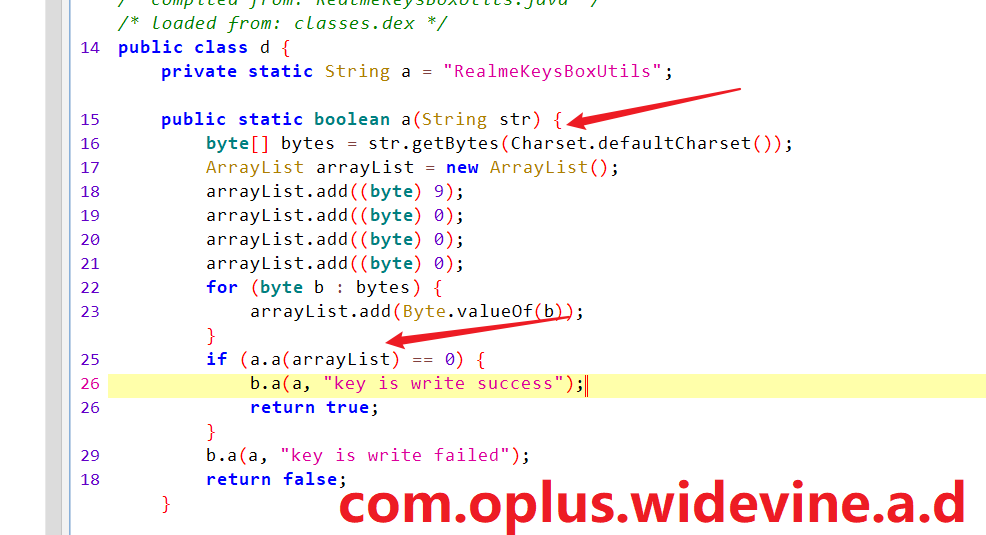 /* compiled from: RealmeKeysBoxUtils.java */
/* loaded from: classes.dex */
14 public class d {
private static String a = "RealmeKeysBoxUtils";
15 public static boolean a(String str) {
16 byte[] bytes = str.getBytes(Charset.defaultCharset());
17 ArrayList arrayList = new ArrayList();
18 arrayList.add((byte) 9);
19 arrayList.add((byte) 0);
20 arrayList.add((byte) 0);
21 arrayList.add((byte) 0);
22 for (byte b : bytes) {
23 arrayList.add(Byte.valueOf(b));
}
25 if (a.a(arrayList) == 0) {
26 b.a(a, "key is write success");
26 return true;
}
29 b.a(a, "key is write failed");
18 return false;
}
com.oplus.widevine.a.d